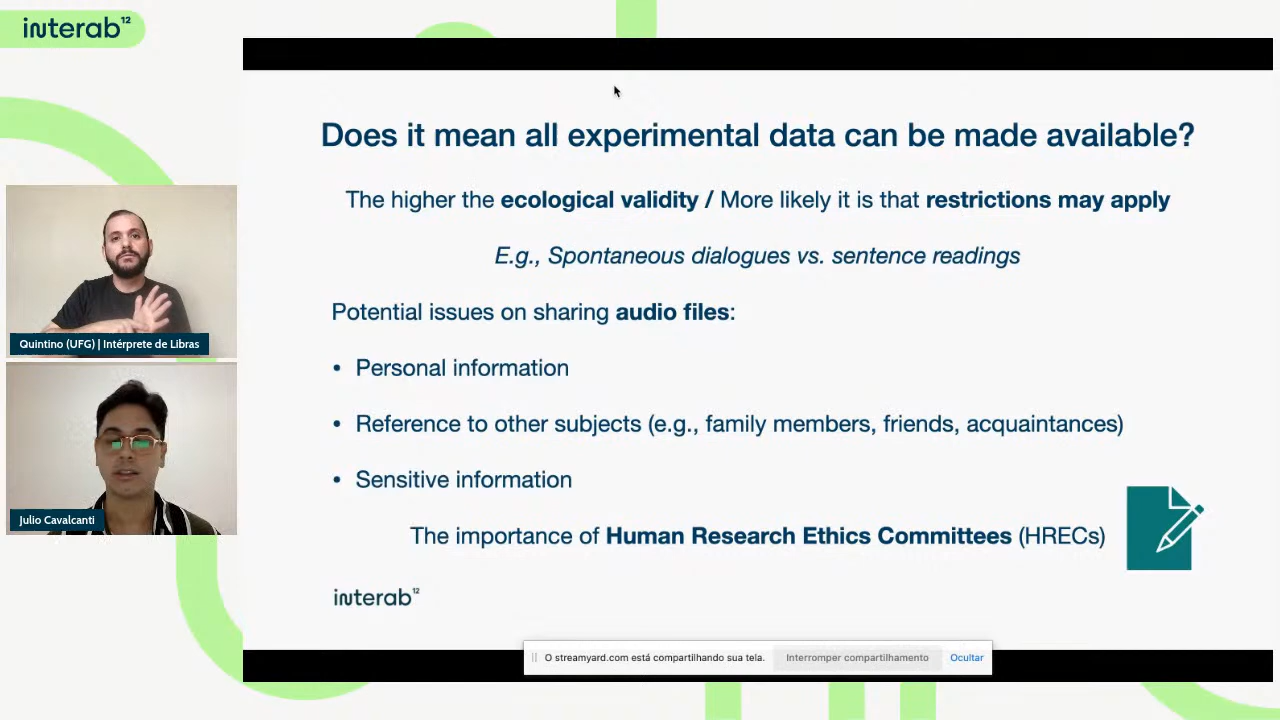 interab¹²
Does it mean all experimental data can be made available?
The higher the ecological validity / More likely it is that restrictions may apply
E.g., Spontaneous dialogues vs. sentence readings
Potential issues on sharing audio files:
• Personal information
• Reference to other subjects (e.g., family members, friends, acquaintances)
• Sensitive information
The importance of Human Research Ethics Committees (HRECs)
interab¹²
Quintino (UFG) | Intérprete de Libras
Julio Cavalcanti
O streamyard.com está compartilhando sua tela. Interromper compartilhamento Ocultar